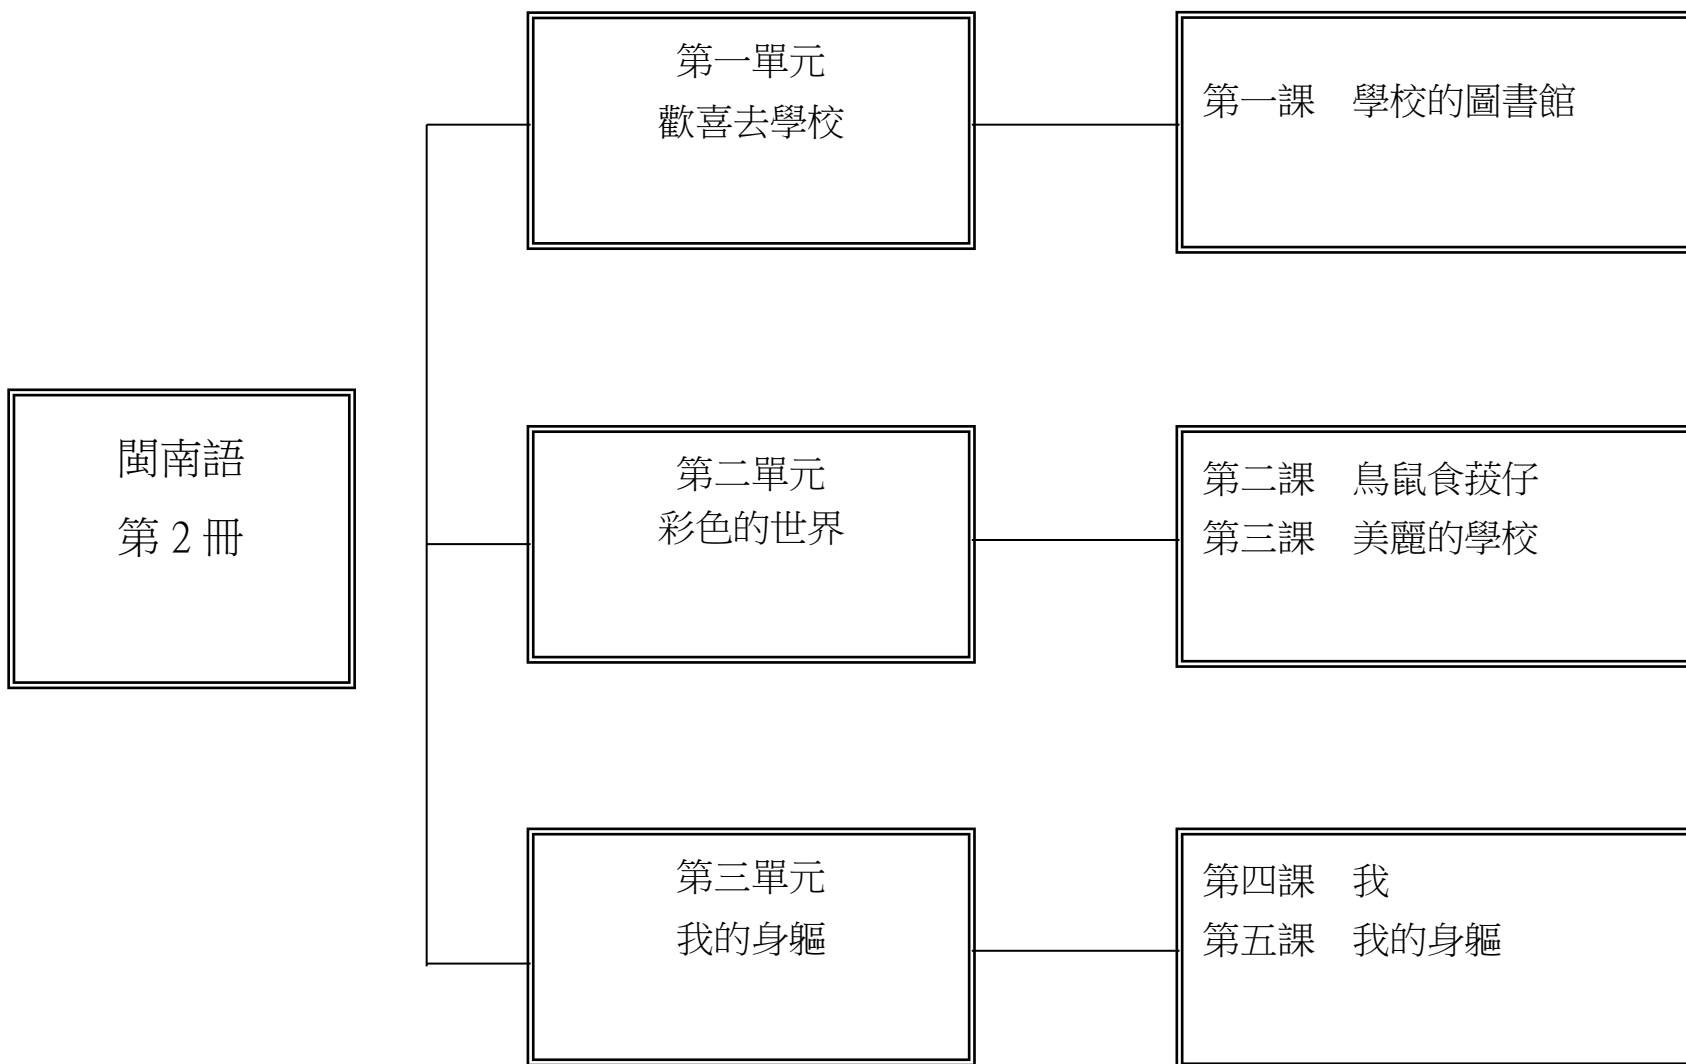 閩南語
第 2 冊
第一單元
歡喜去學校
第一課　學校的圖書館
第二單元
彩色的世界
第二課　鳥鼠食菝仔
第三課　美麗的學校
第三單元
我的身軀
第四課　我
第五課　我的身軀